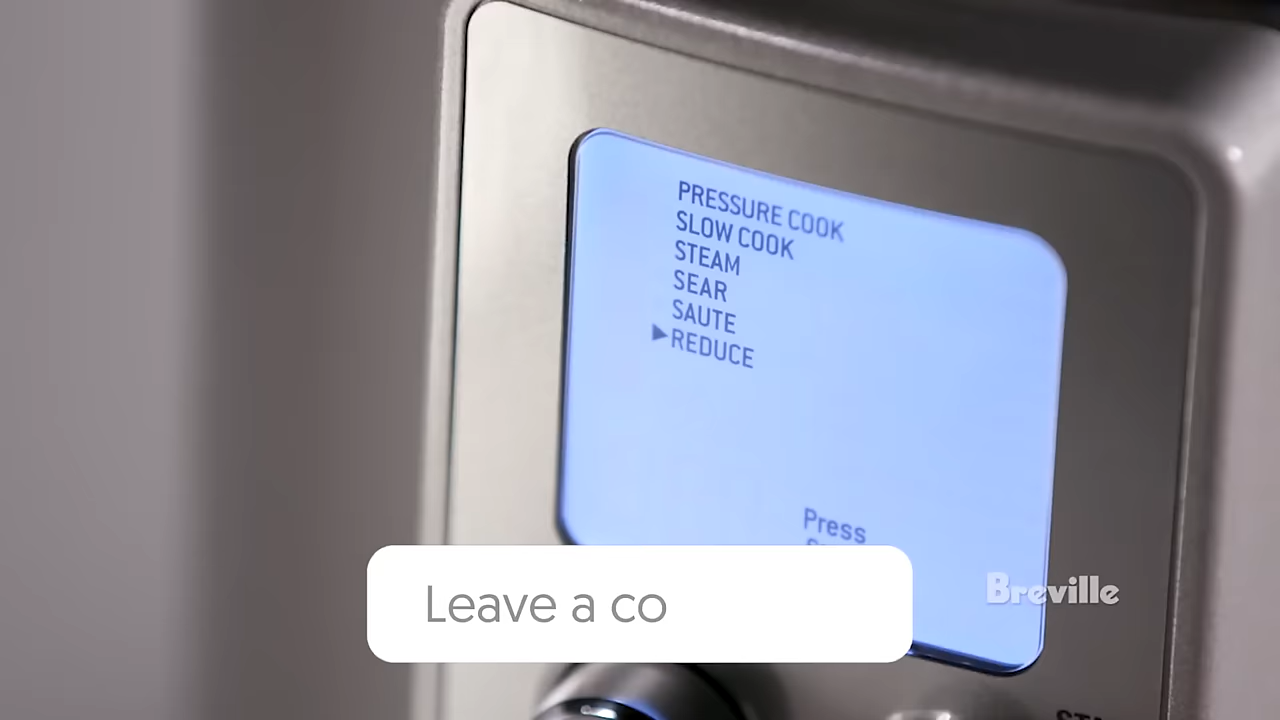 PRESSURE COOK
SLOW COOK
STEAM
SEAR
SAUTE
REDUCE
Press
Leave a co
Breville